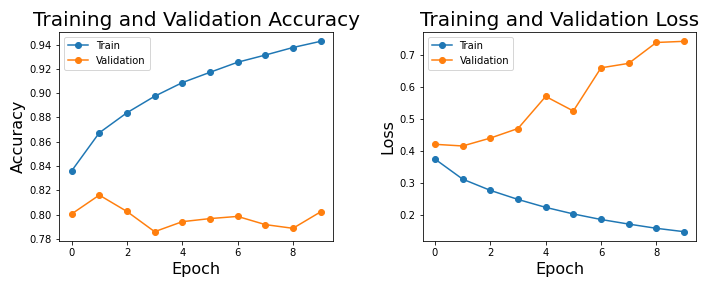 Training and Validation Accuracy
Train
Validation
0.94
0.92
0.90
0.88
0.86
0.84
0.82
0.80
0.78
Accuracy
0 2 4 6 8
Epoch
Training and Validation Loss
Train
Validation
0.7
0.6
0.5
0.4
0.3
0.2
Loss
0 2 4 6 8
Epoch